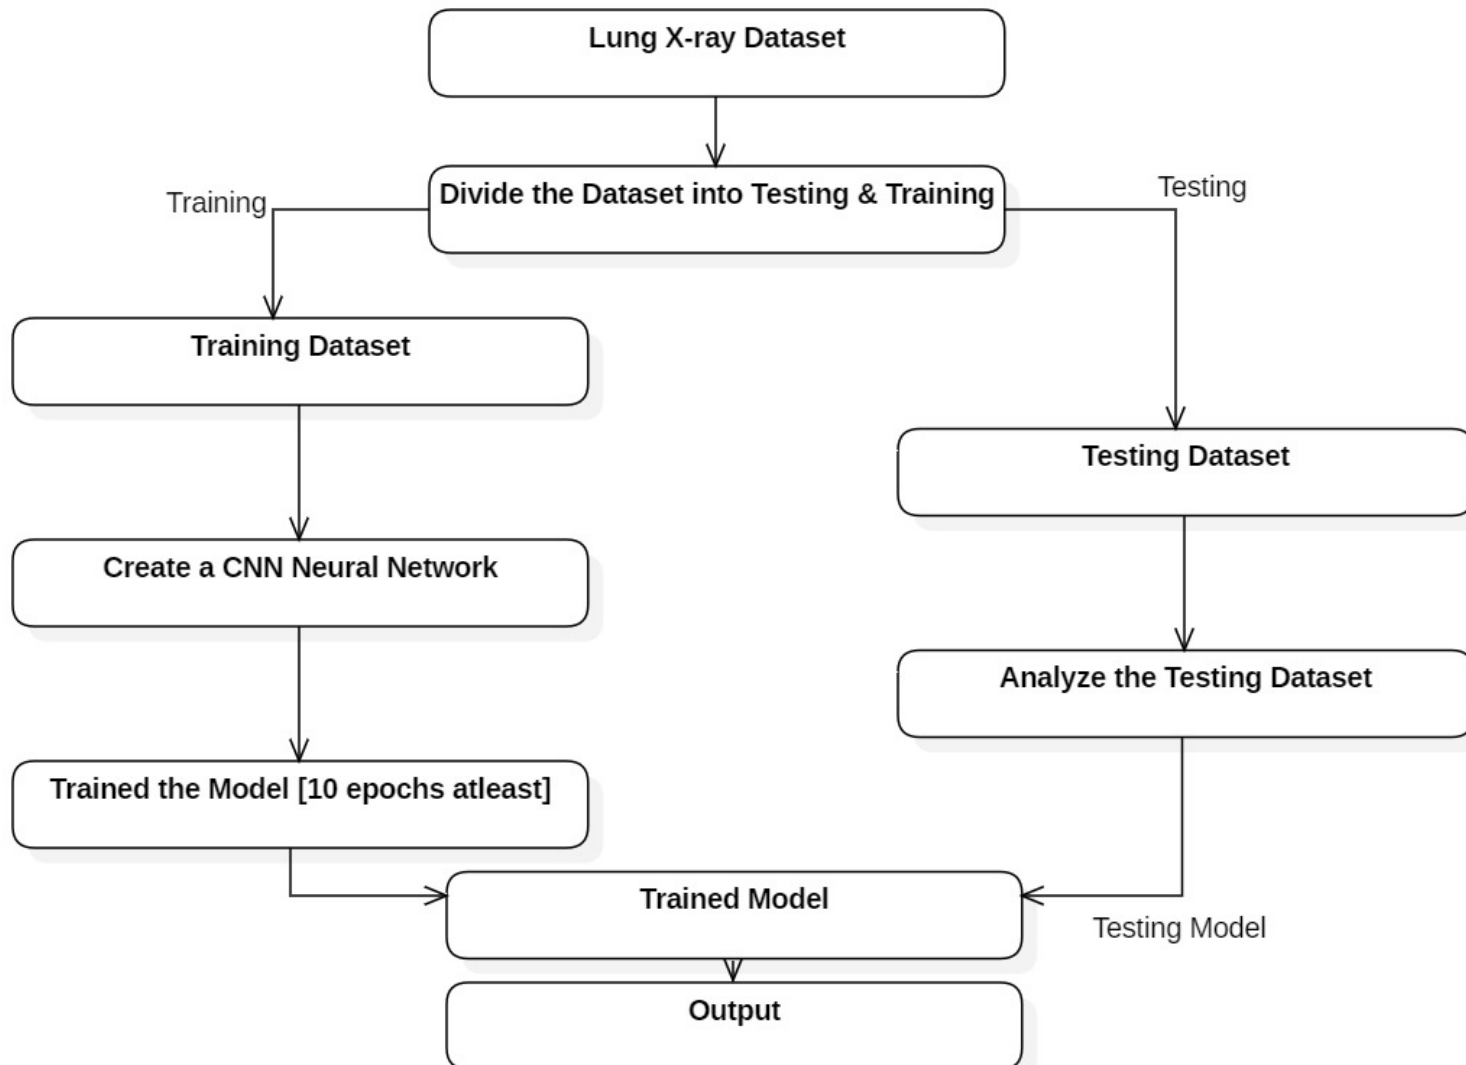 Lung X-ray Dataset
Divide the Dataset into Testing & Training
Training
Testing
Training Dataset
Testing Dataset
Create a CNN Neural Network
Analyze the Testing Dataset
Trained the Model [10 epochs atleast]
Trained Model
Testing Model
Output